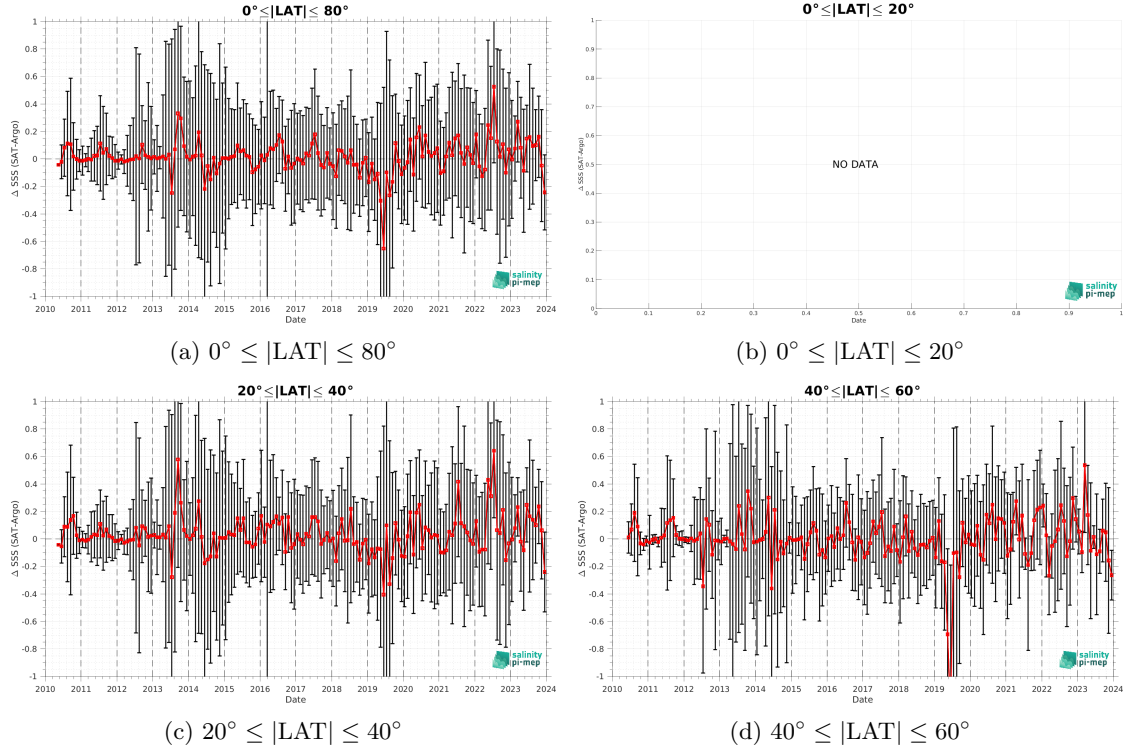 0°≤|LAT|≤ 80°
Δ SSS (SAT-Argo)
1
0.8
0.6
0.4
0.2
0
-0.2
-0.4
-0.6
-0.8
-1
2010 2011 2012 2013 2014 2015 2016 2017 2018 2019 2020 2021 2022 2023 2024
Date
salinity
pi-mep
(a) 0° ≤ |LAT| ≤ 80°
0°≤|LAT|≤ 20°
Δ SSS (SAT-Argo)
1
0.9
0.8
0.7
0.6
0.5
0.4
0.3
0.2
0.1
0
NO DATA
0 0.1 0.2 0.3 0.4 0.5 0.6 0.7 0.8 0.9 1
Date
salinity
pi-mep
(b) 0° ≤ |LAT| ≤ 20°
20°≤|LAT|≤ 40°
Δ SSS (SAT-Argo)
1
0.8
0.6
0.4
0.2
0
-0.2
-0.4
-0.6
-0.8
-1
2010 2011 2012 2013 2014 2015 2016 2017 2018 2019 2020 2021 2022 2023 2024
Date
salinity
pi-mep
(c) 20° ≤ |LAT| ≤ 40°
40°≤|LAT|≤ 60°
Δ SSS (SAT-Argo)
1
0.8
0.6
0.4
0.2
0
-0.2
-0.4
-0.6
-0.8
-1
2010 2011 2012 2013 2014 2015 2016 2017 2018 2019 2020 2021 2022 2023 2024
Date
salinity
pi-mep
(d) 40° ≤ |LAT| ≤ 60°